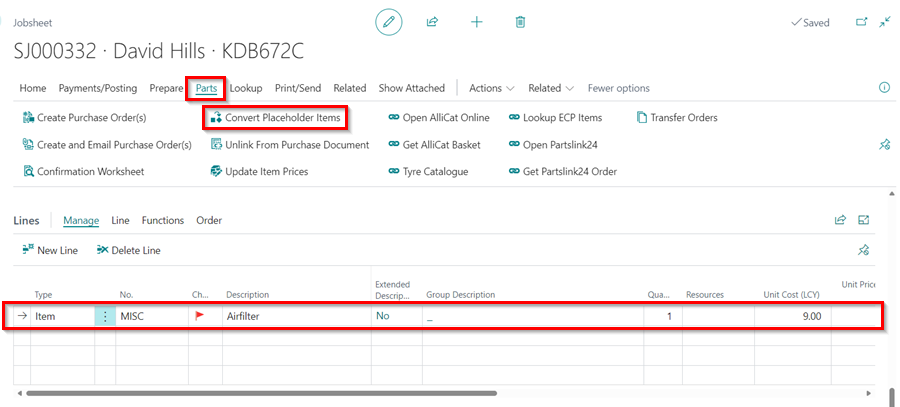 Jobsheet
Saved
SJ000332 · David Hills · KDB672C
Home Payments/Posting Prepare Parts Lookup Print/Send Related Show Attached Actions Related Fewer options
Create Purchase Order(s) Convert Placeholder Items Open AlliCat Online Lookup ECP Items Transfer Orders
Create and Email Purchase Order(s) Unlink From Purchase Document Get AlliCat Basket Open Partslink24
Confirmation Worksheet Update Item Prices Tyre Catalogue Get Partslink24 Order
Lines Manage Line Functions Order
New Line Delete Line
Type No. Ch... Description Extended Descrip... Group Description Qua... Resources Unit Cost (LCY) Unit Price
Item MISC Airfilter No _ 1 9.00